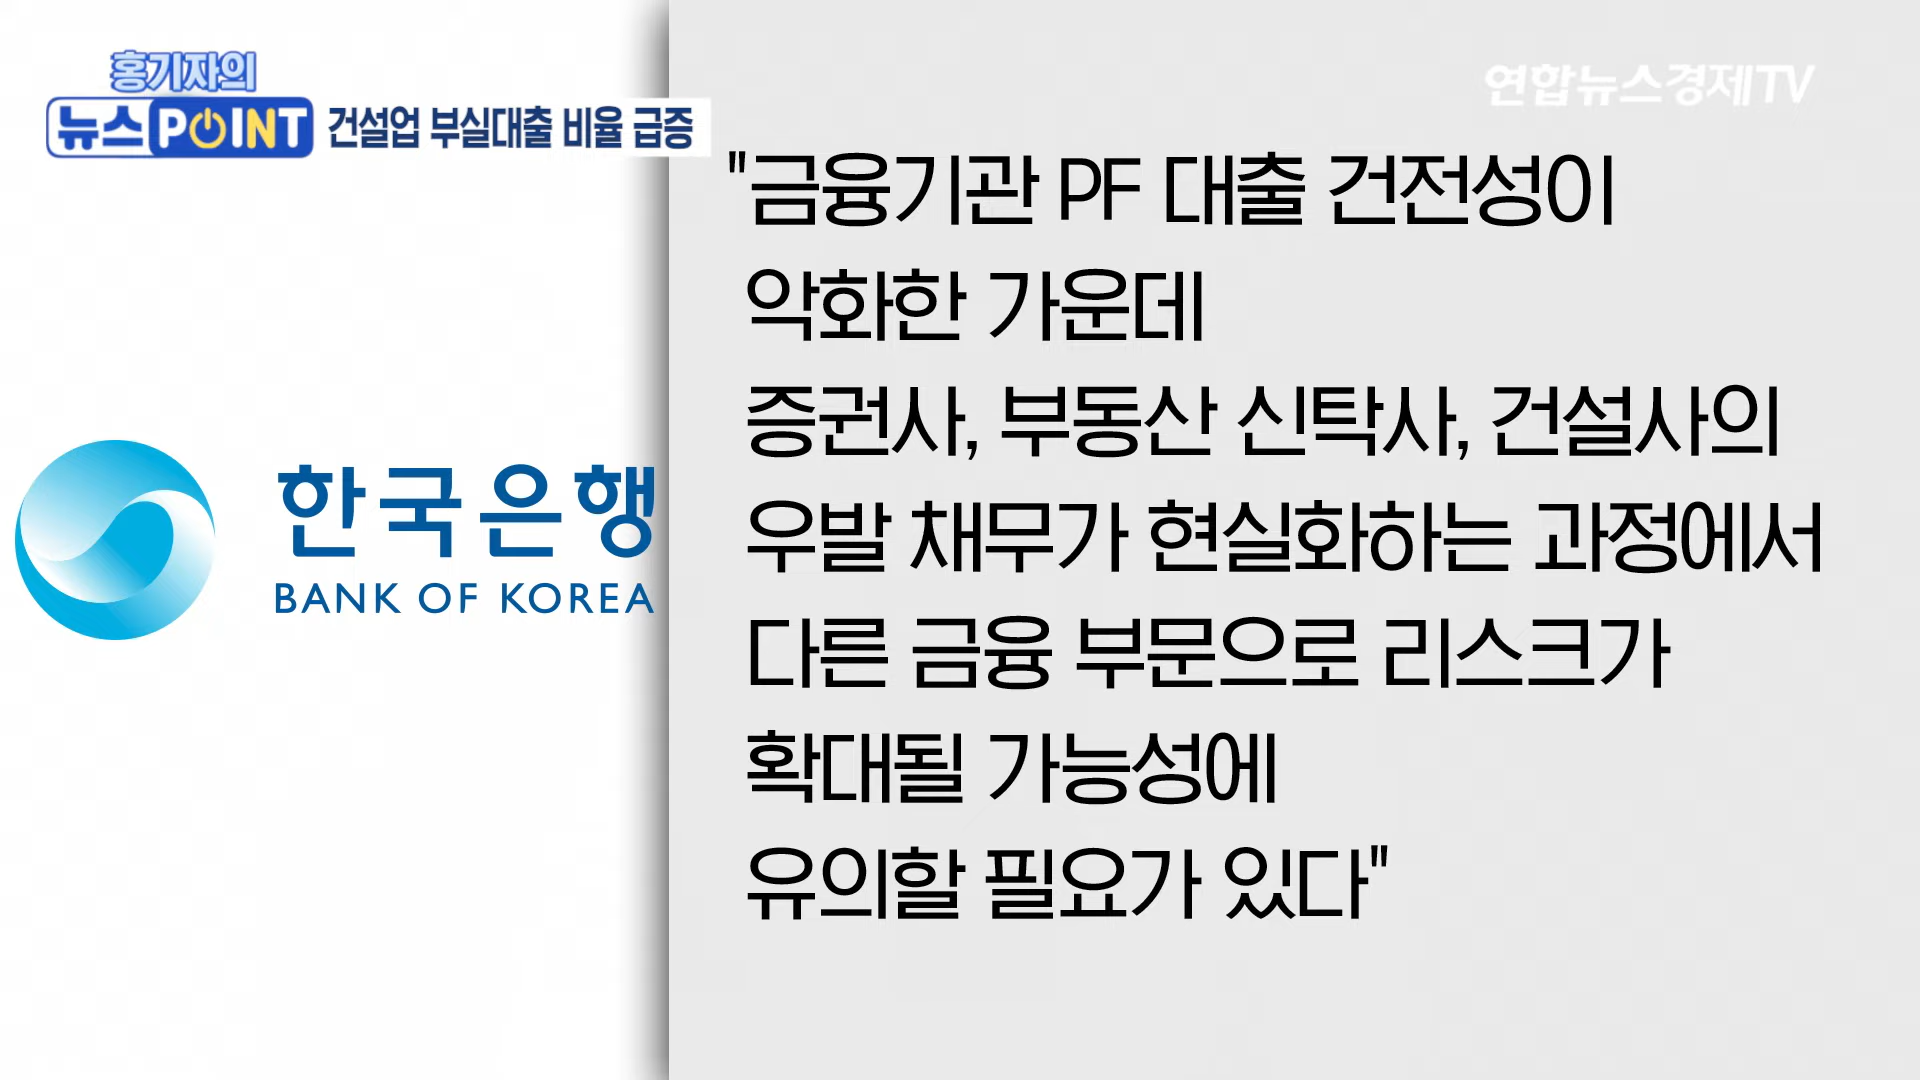 홍기자의
뉴스POINT 건설업 부실대출 비율 급증
연합뉴스경제TV
한국은행
BANK OF KOREA
"금융기관 PF 대출 건전성이
악화한 가운데
증권사, 부동산 신탁사, 건설사의
우발 채무가 현실화하는 과정에서
다른 금융 부문으로 리스크가
확대될 가능성에
유의할 필요가 있다"